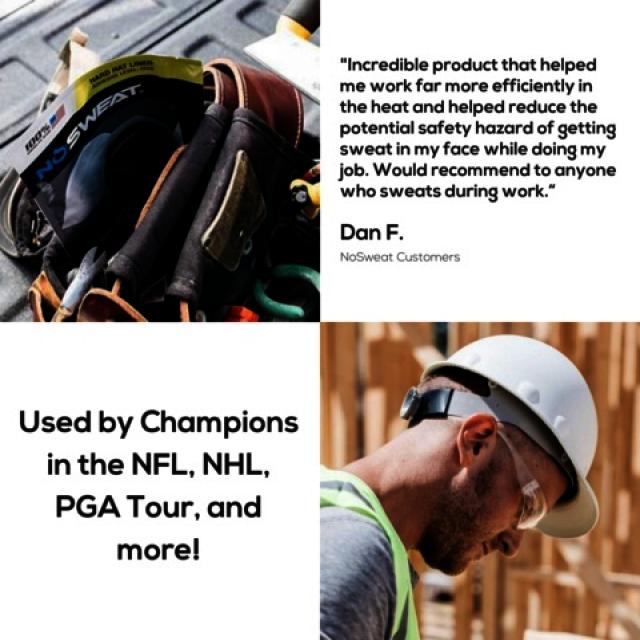 HARD HAT LINER
100%
NOSWEAT
"Incredible product that helped
me work far more efficiently in
the heat and helped reduce the
potential safety hazard of getting
sweat in my face while doing my
job. Would recommend to anyone
who sweats during work.“
Dan F.
NoSweat Customers
Used by Champions
in the NFL, NHL,
PGA Tour, and
more!